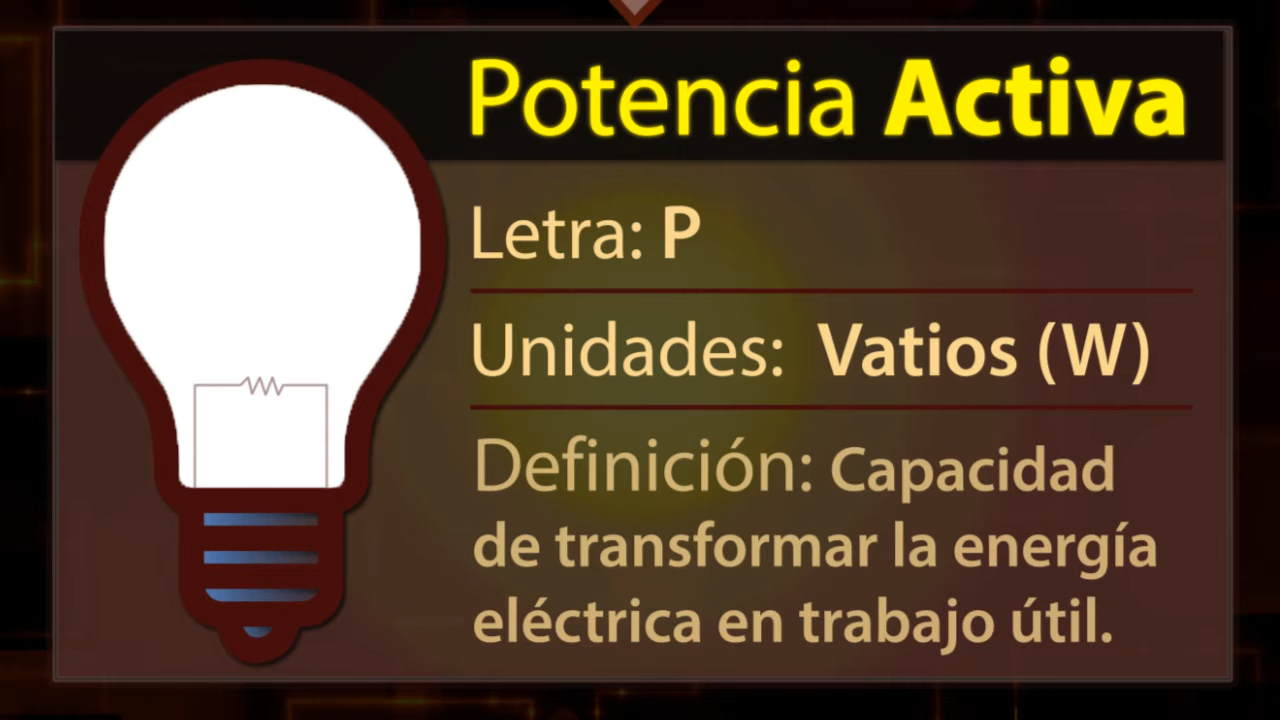 Potencia Activa
Letra: P
Unidades: Vatios (W)
Definición: Capacidad
de transformar la energía
eléctrica en trabajo útil.